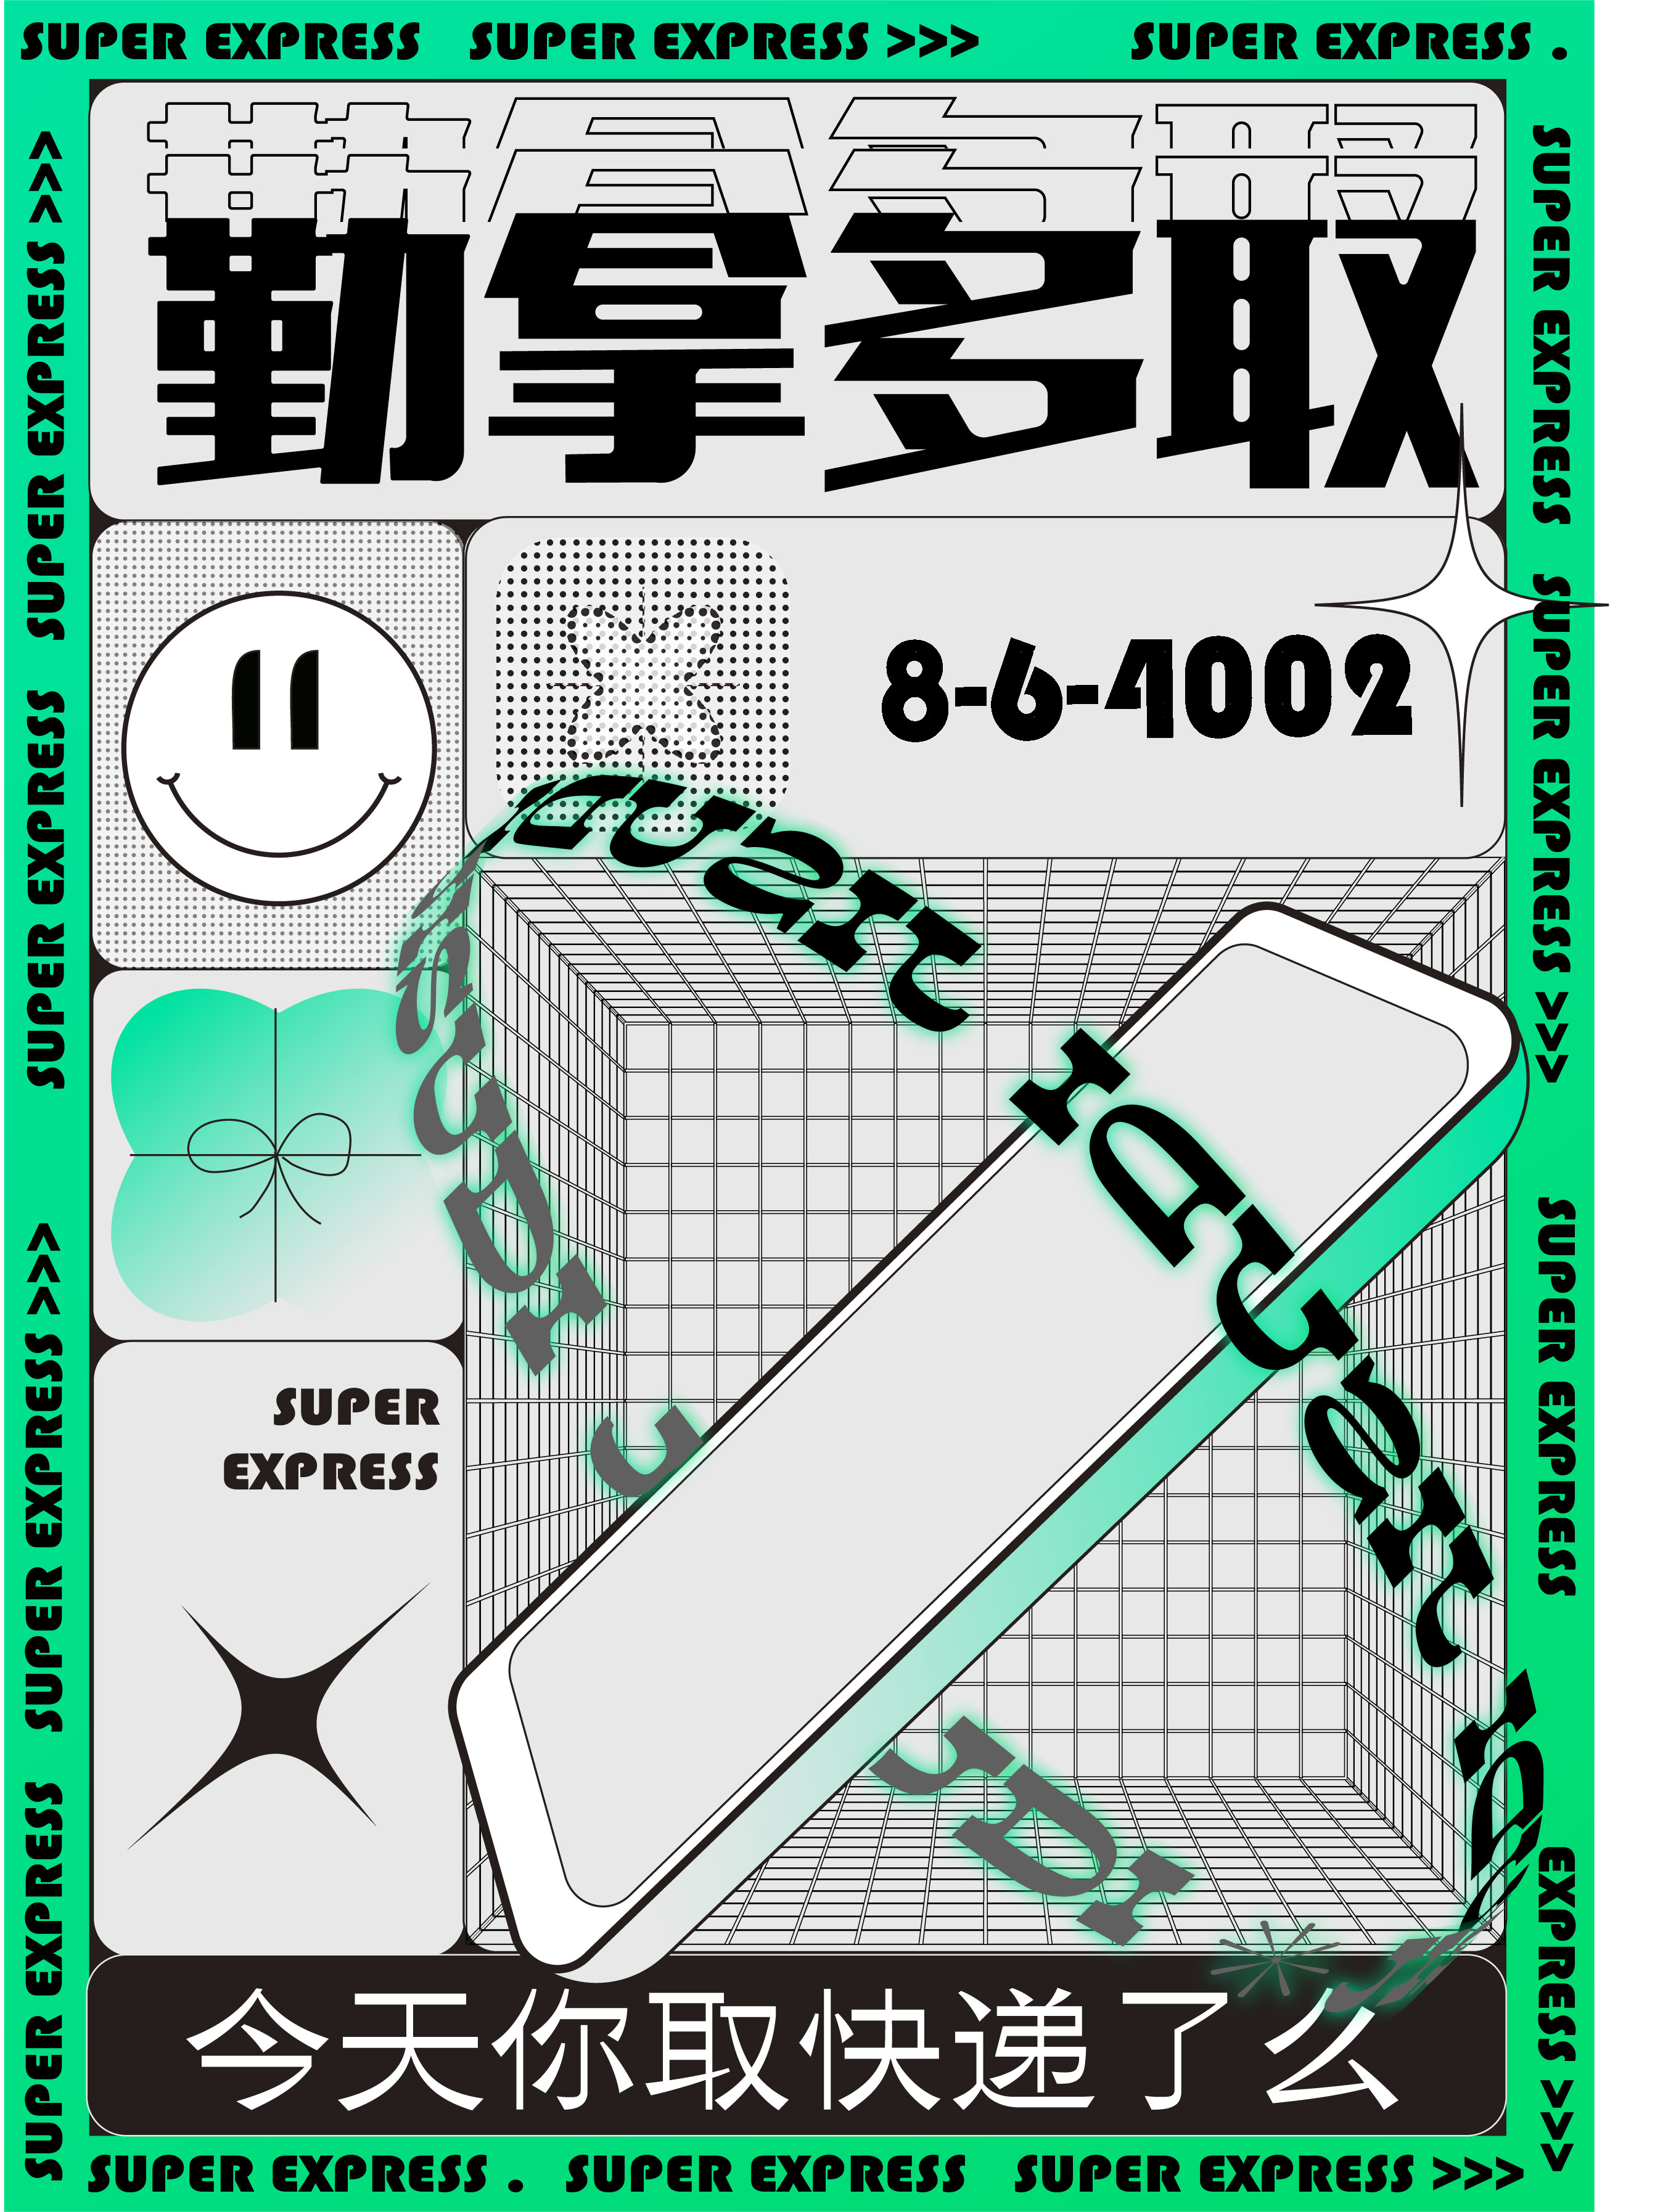 SUPER EXPRESS SUPER EXPRESS >>> SUPER EXPRESS .
勤拿多取
8-6-4002
SUPER
EXPRESS
今天你取快递了么
SUPER EXPRESS . SUPER EXPRESS SUPER EXPRESS >>>
SUPER EXPRESS SUPER EXPRESS >>>
SUPER EXPRESS SUPER EXPRESS >>>
SUPER EXPRESS SUPER EXPRESS >>>
SUPER EXPRESS
EXPRESS >>>